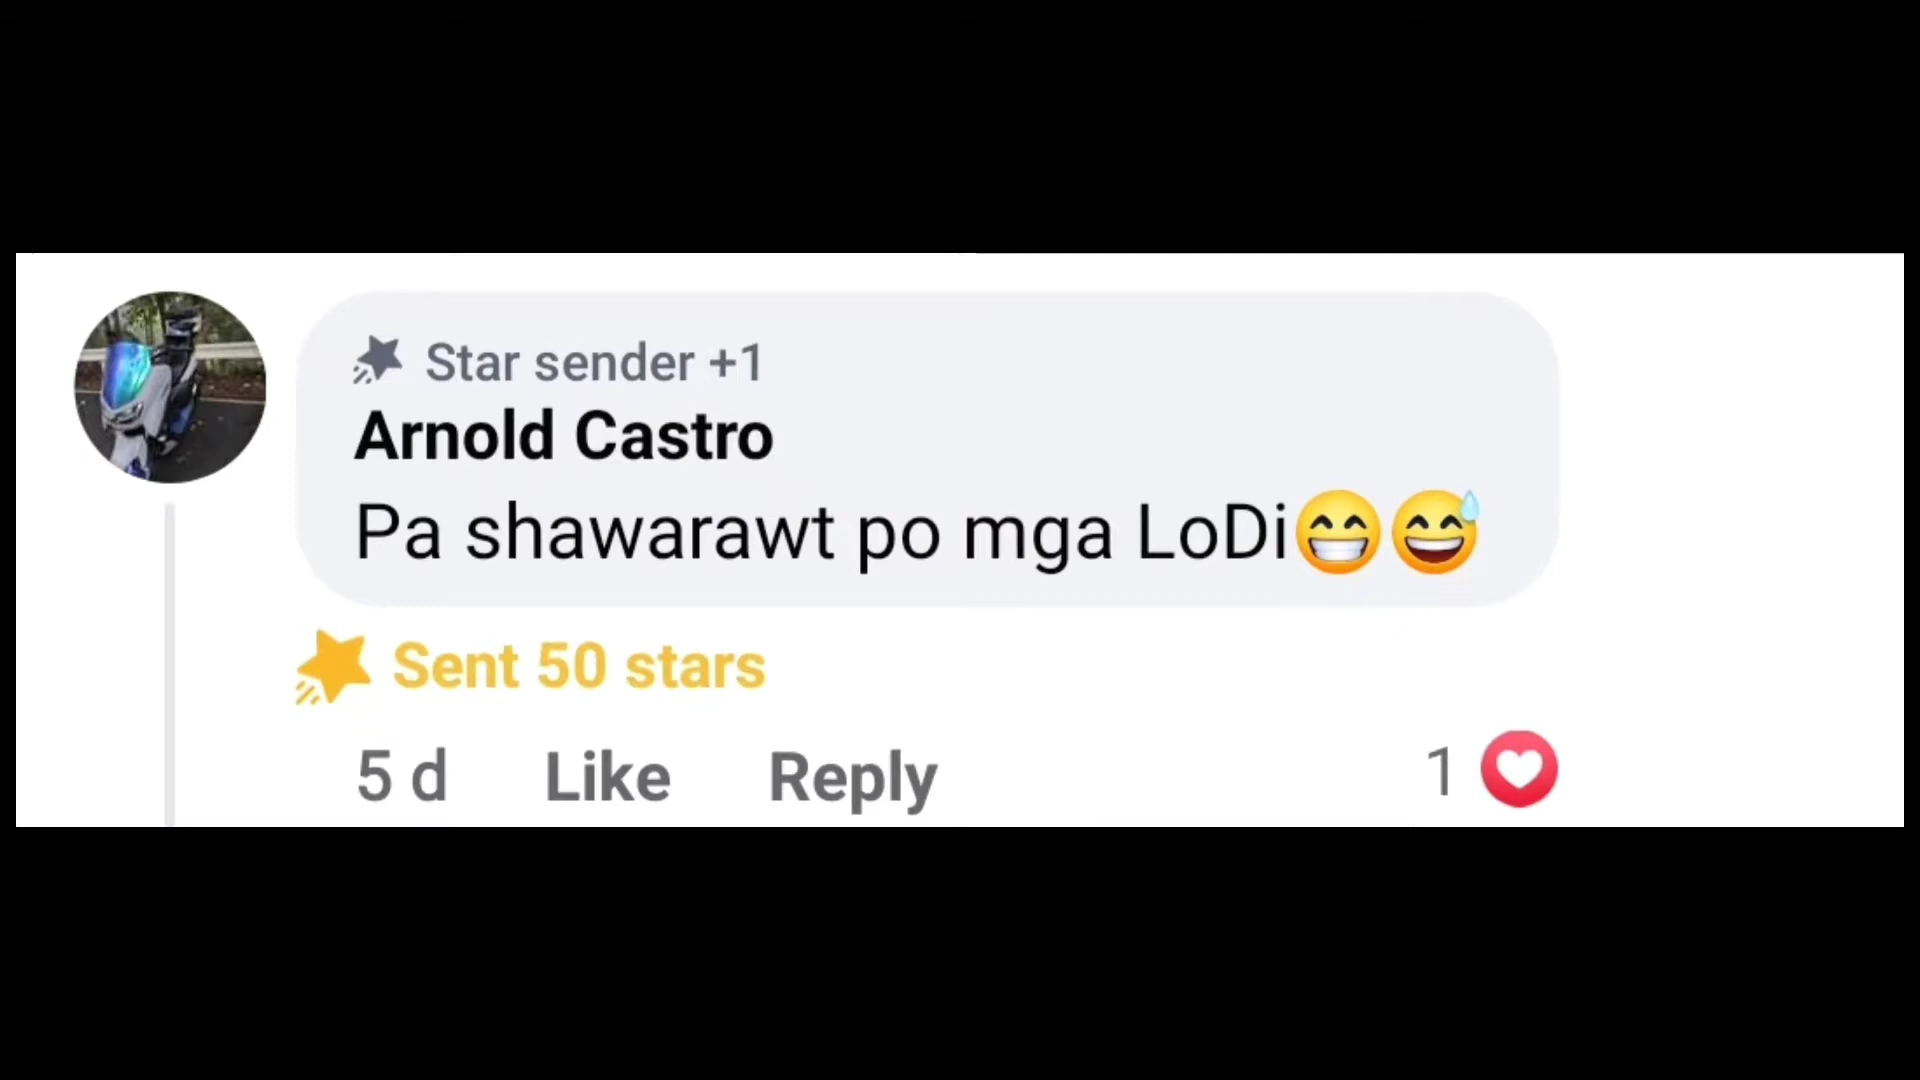 Star sender +1
Arnold Castro
Pa shawarawt po mga LoDi😁😅
Sent 50 stars
5 d Like Reply 1